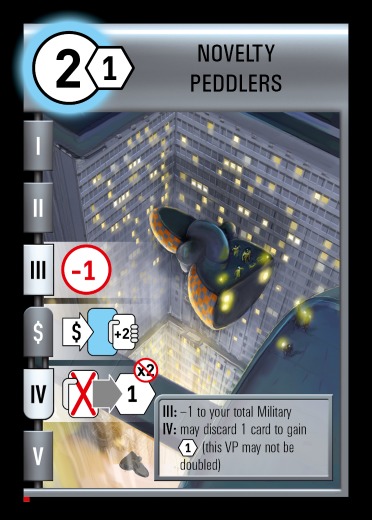 2 1
NOVELTY
PEDDLERS
I
II
III -1
$ $ +2
IV x2 1
III: –1 to your total Military
IV: may discard 1 card to gain
1 (this VP may not be
doubled)
V